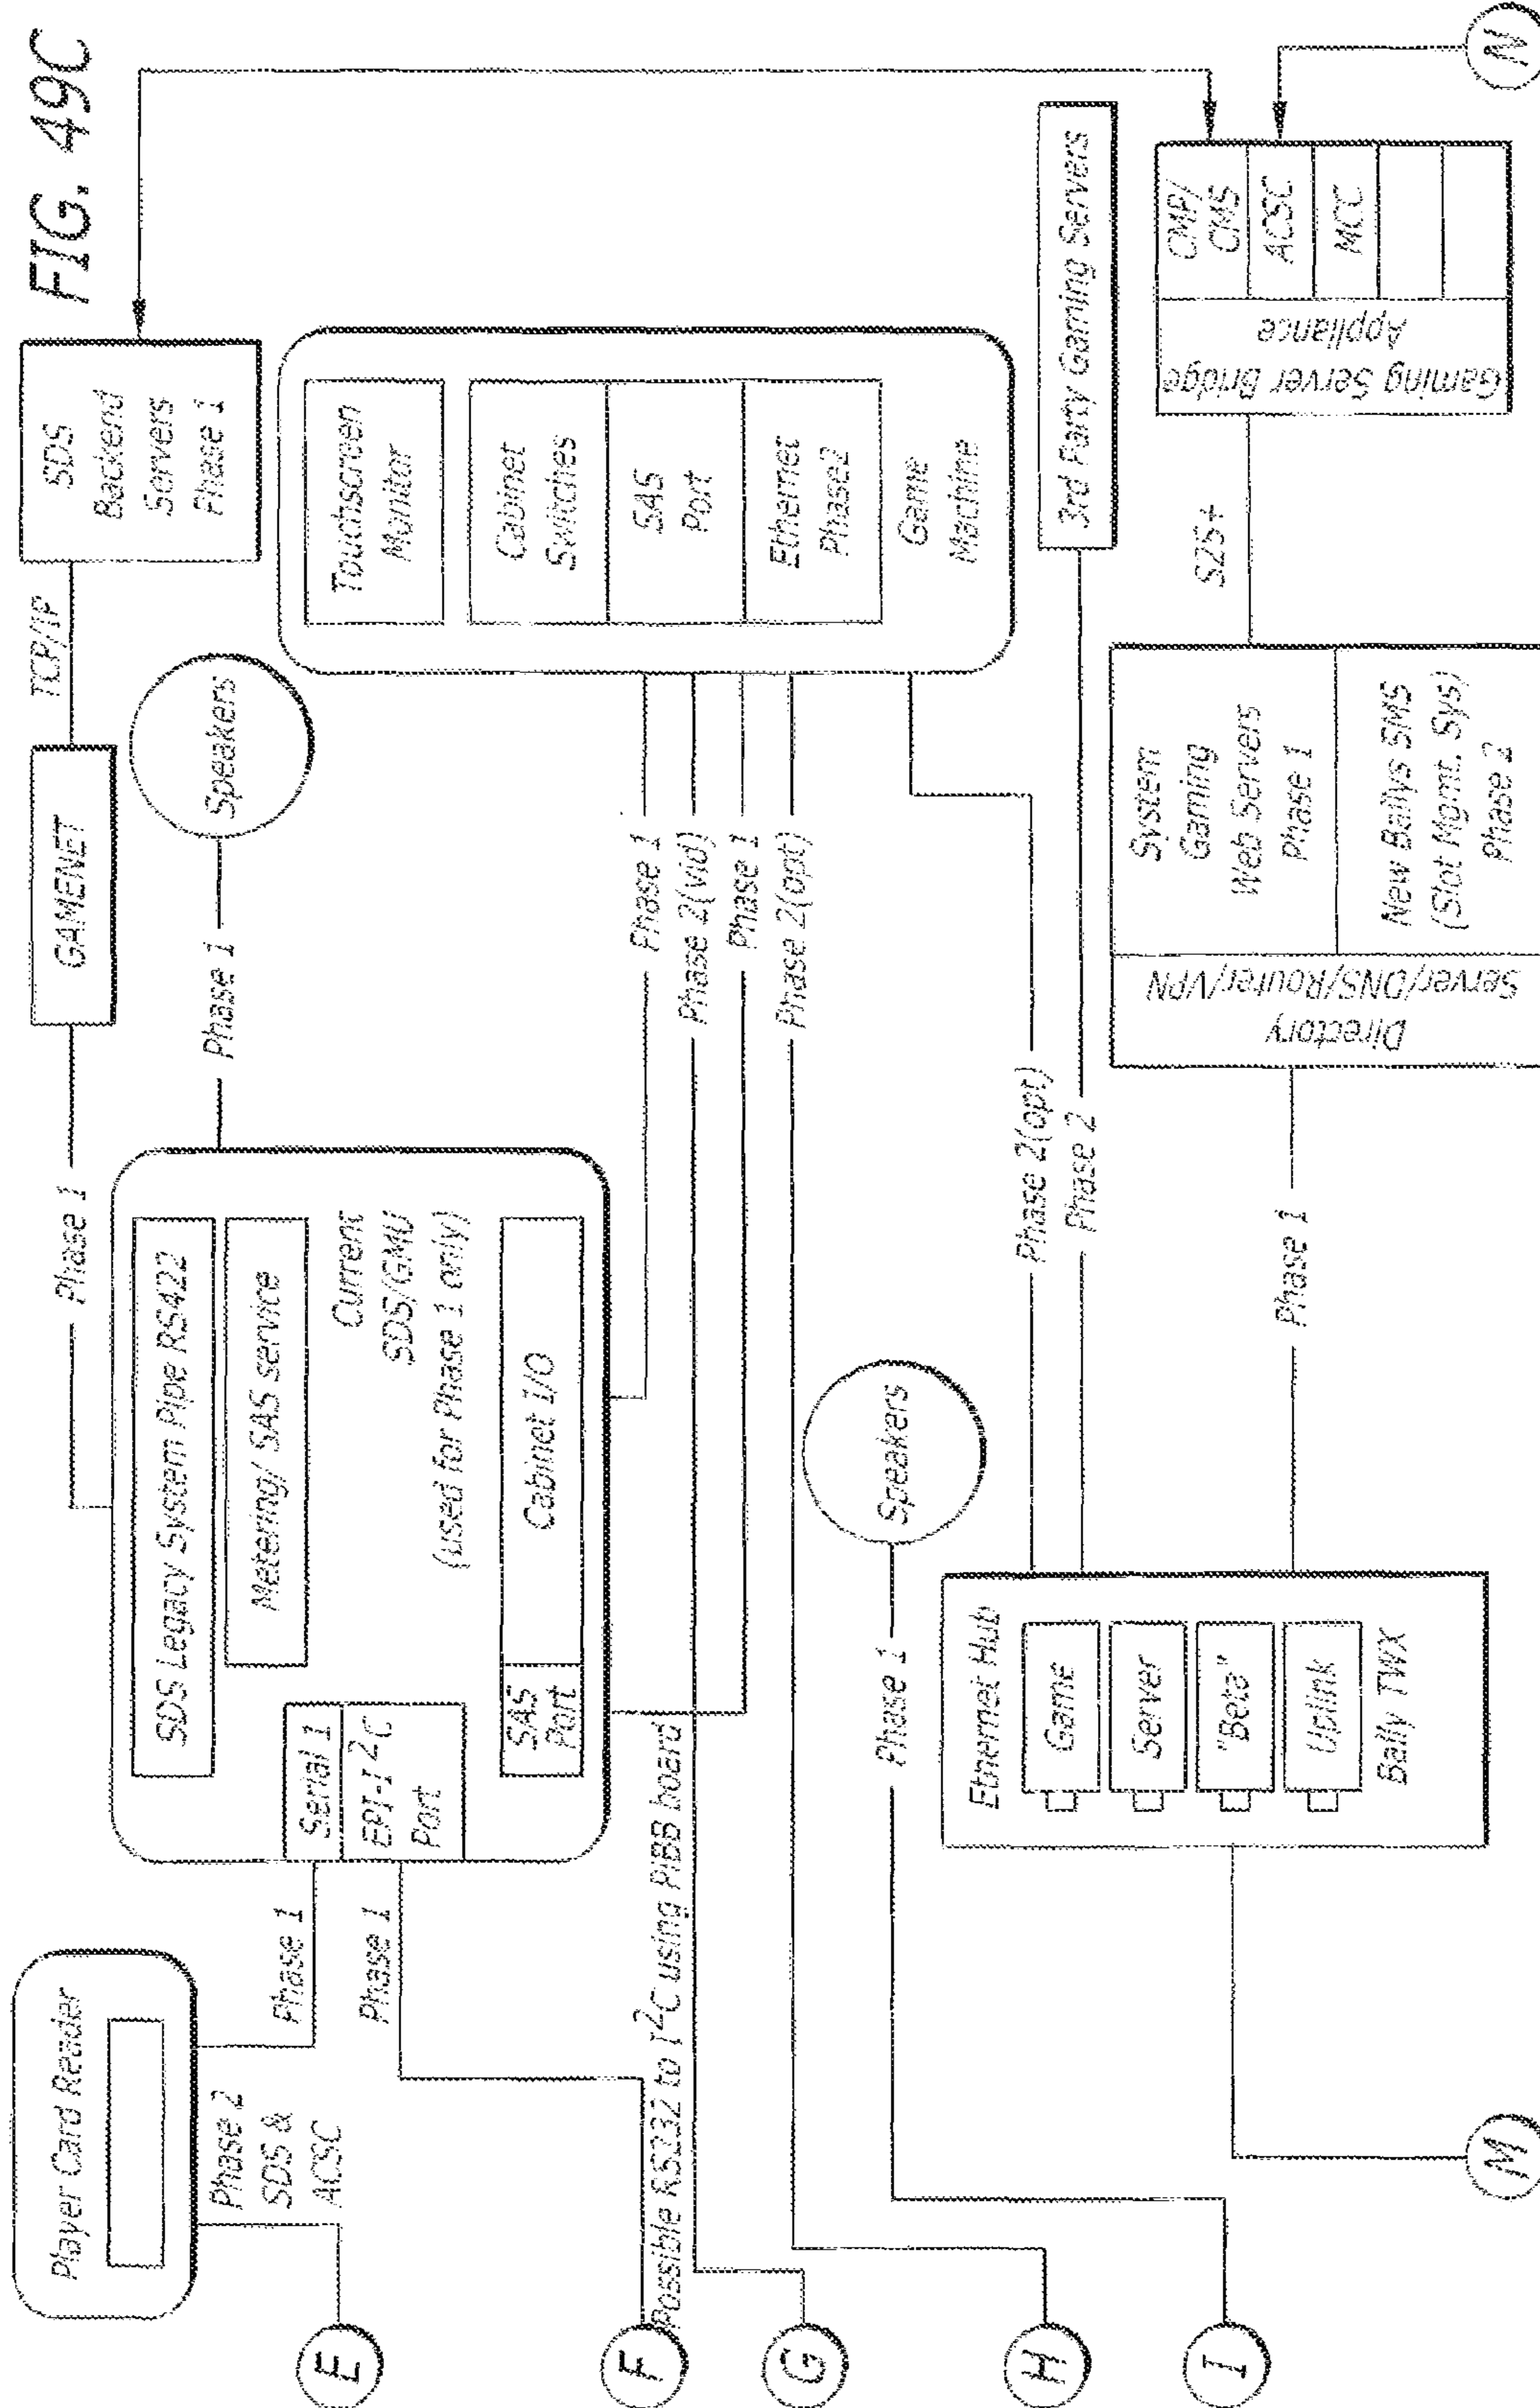 FIG. 49C
Player Card Reader
Phase 2
SDS &
ACSC
Phase 1
Phase 1
Phase 1
SDS Legacy System Pipe RS422
Metering/ SAS service
Serial 1
EPI-I²C
Port
Current
SDS/GMU
(used for Phase 1 only)
SAS
Port
Cabinet I/O
GAMENET
TCP/IP
SDS
Backend
Servers
Phase 1
Phase 1
Speakers
Touchscreen
Monitor
Cabinet
Switches
SAS
Port
Ethernet
Phase2
Game
Machine
Phase 1
Phase 2(vid)
Phase 1
Phase 2(opt)
Possible RS232 to I²C using PIBB board
E
F
G
H
I
Phase 1
Speakers
Phase 2(opt)
Phase 2
3rd Party Gaming Servers
Ethernet Hub
Game
Server
"Beta"
Uplink
Bally TWX
Phase 1
Directory
Server/DNS/Router/VPN
System
Gaming
Web Servers
Phase 1
New Ballys SMS
(Slot Mgmt. Sys)
Phase 2
S2S+
Gaming Server Bridge
Appliance
CMP/
CMS
ACSC
MCC
M
N